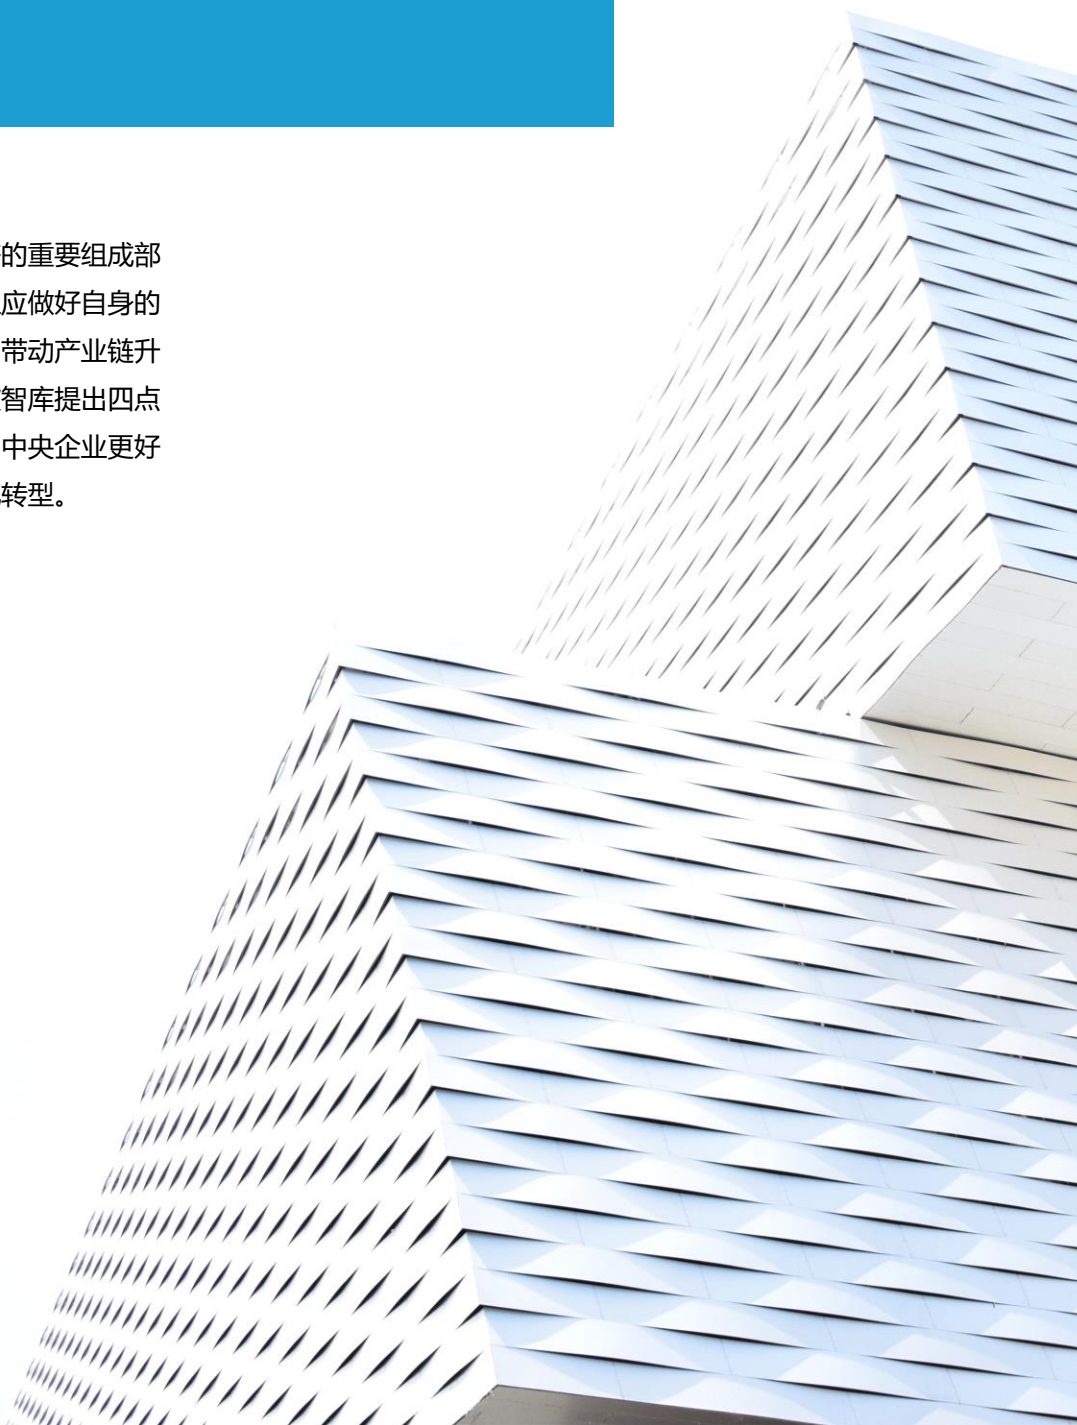 的重要组成部
应做好自身的
带动产业链升
智库提出四点
中央企业更好
转型。